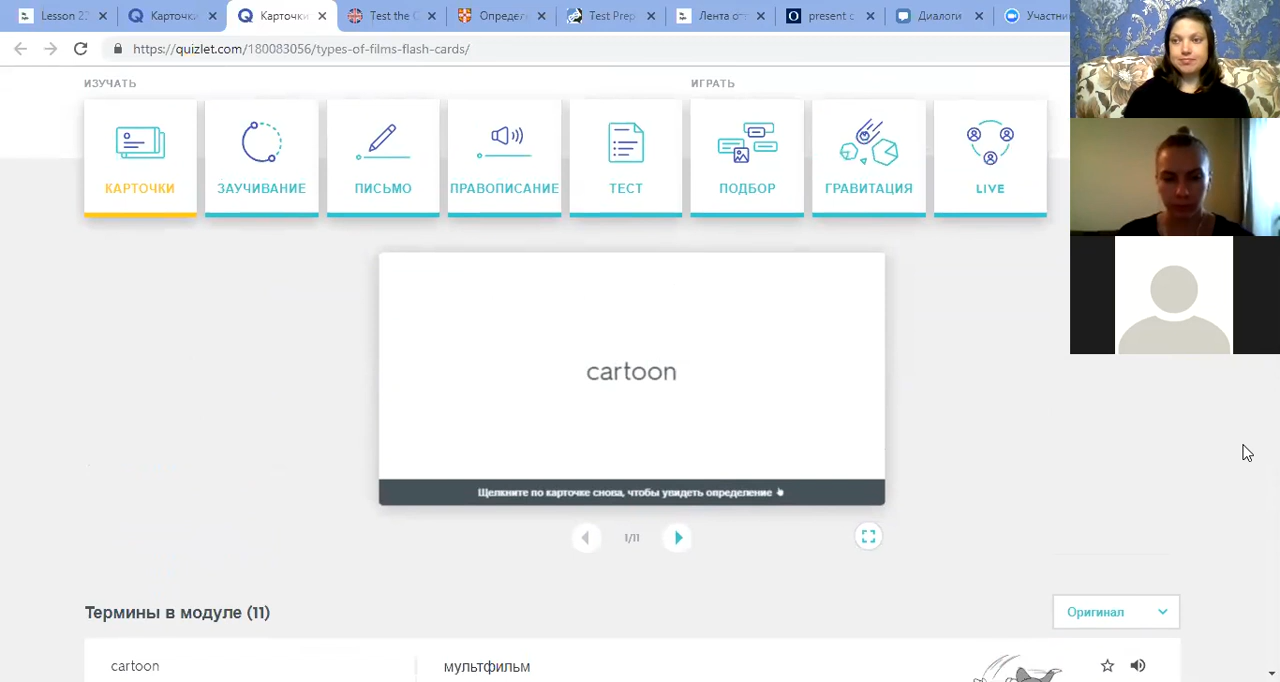 Lesson 22
Карточк
Карточки
Test the C
Определ
Test Prep
Лента от
present c
Диалоги
Участни
https://quizlet.com/180083056/types-of-films-flash-cards/
ИЗУЧАТЬ
ИГРАТЬ
КАРТОЧКИ
ЗАУЧИВАНИЕ
ПИСЬМО
ПРАВОПИСАНИЕ
ТЕСТ
ПОДБОР
ГРАВИТАЦИЯ
LIVE
cartoon
Щелкните по карточке снова, чтобы увидеть определение
1/11
Термины в модуле (11)
Оригинал
cartoon
мультфильм